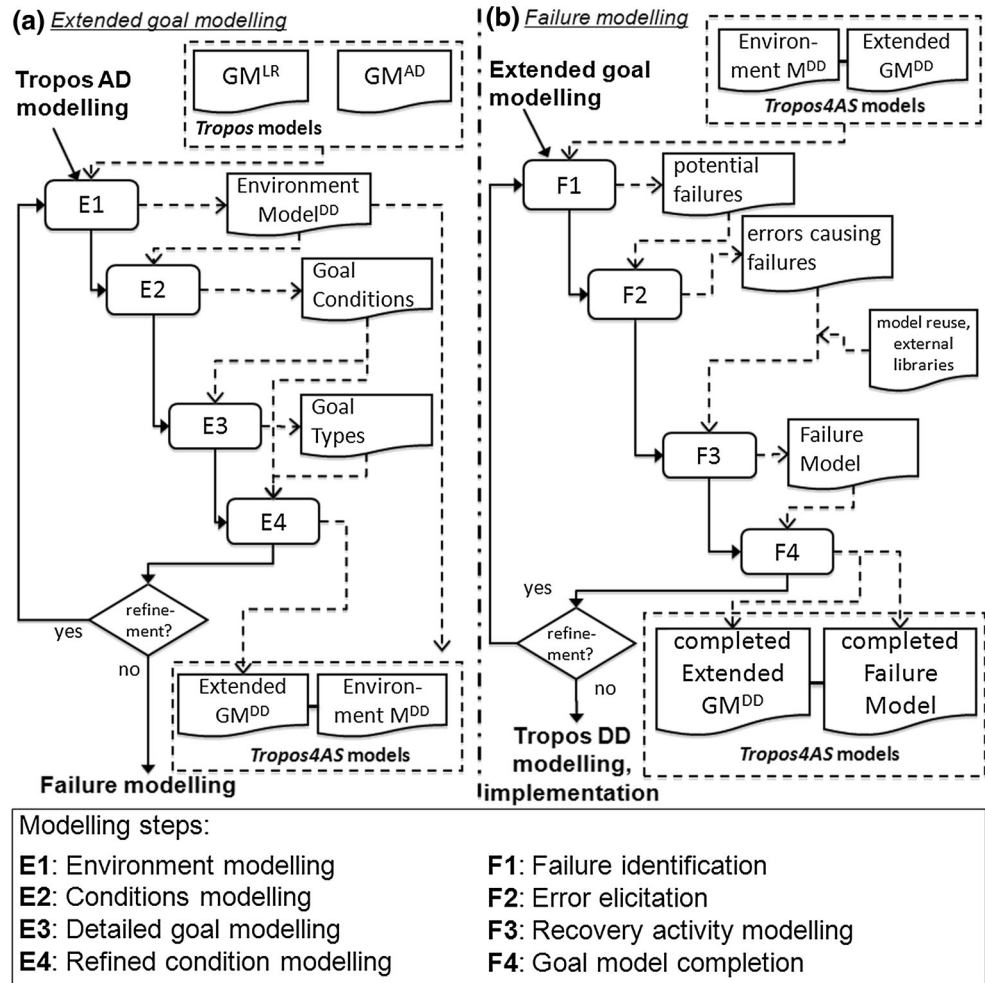 (a) Extended goal modelling
Tropos AD
modelling
GM^LR
GM^AD
Tropos models
E1
Environment
Model^DD
E2
Goal
Conditions
E3
Goal
Types
E4
refine-
ment?
yes
no
Extended
GM^DD
Environ-
ment M^DD
Tropos4AS models
Failure modelling
(b) Failure modelling
Extended goal
modelling
Environ-
ment M^DD
Extended
GM^DD
Tropos4AS models
F1
potential
failures
F2
errors causing
failures
model reuse,
external
libraries
F3
Failure
Model
F4
yes
refine-
ment?
no
completed
Extended
GM^DD
completed
Failure
Model
Tropos4AS models
Tropos DD
modelling,
implementation
Modelling steps:
E1: Environment modelling
E2: Conditions modelling
E3: Detailed goal modelling
E4: Refined condition modelling
F1: Failure identification
F2: Error elicitation
F3: Recovery activity modelling
F4: Goal model completion